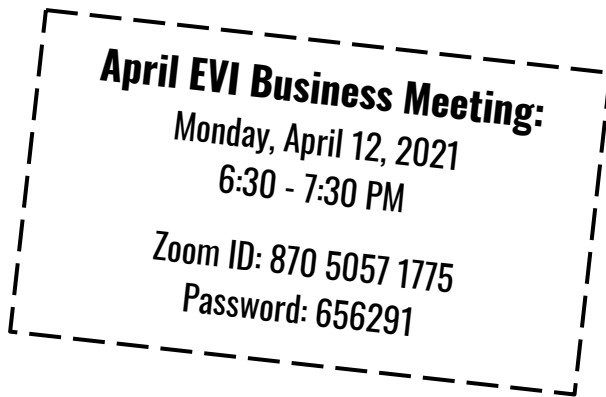 April EVI Business Meeting:
Monday, April 12, 2021
6:30 - 7:30 PM
Zoom ID: 870 5057 1775
Password: 656291